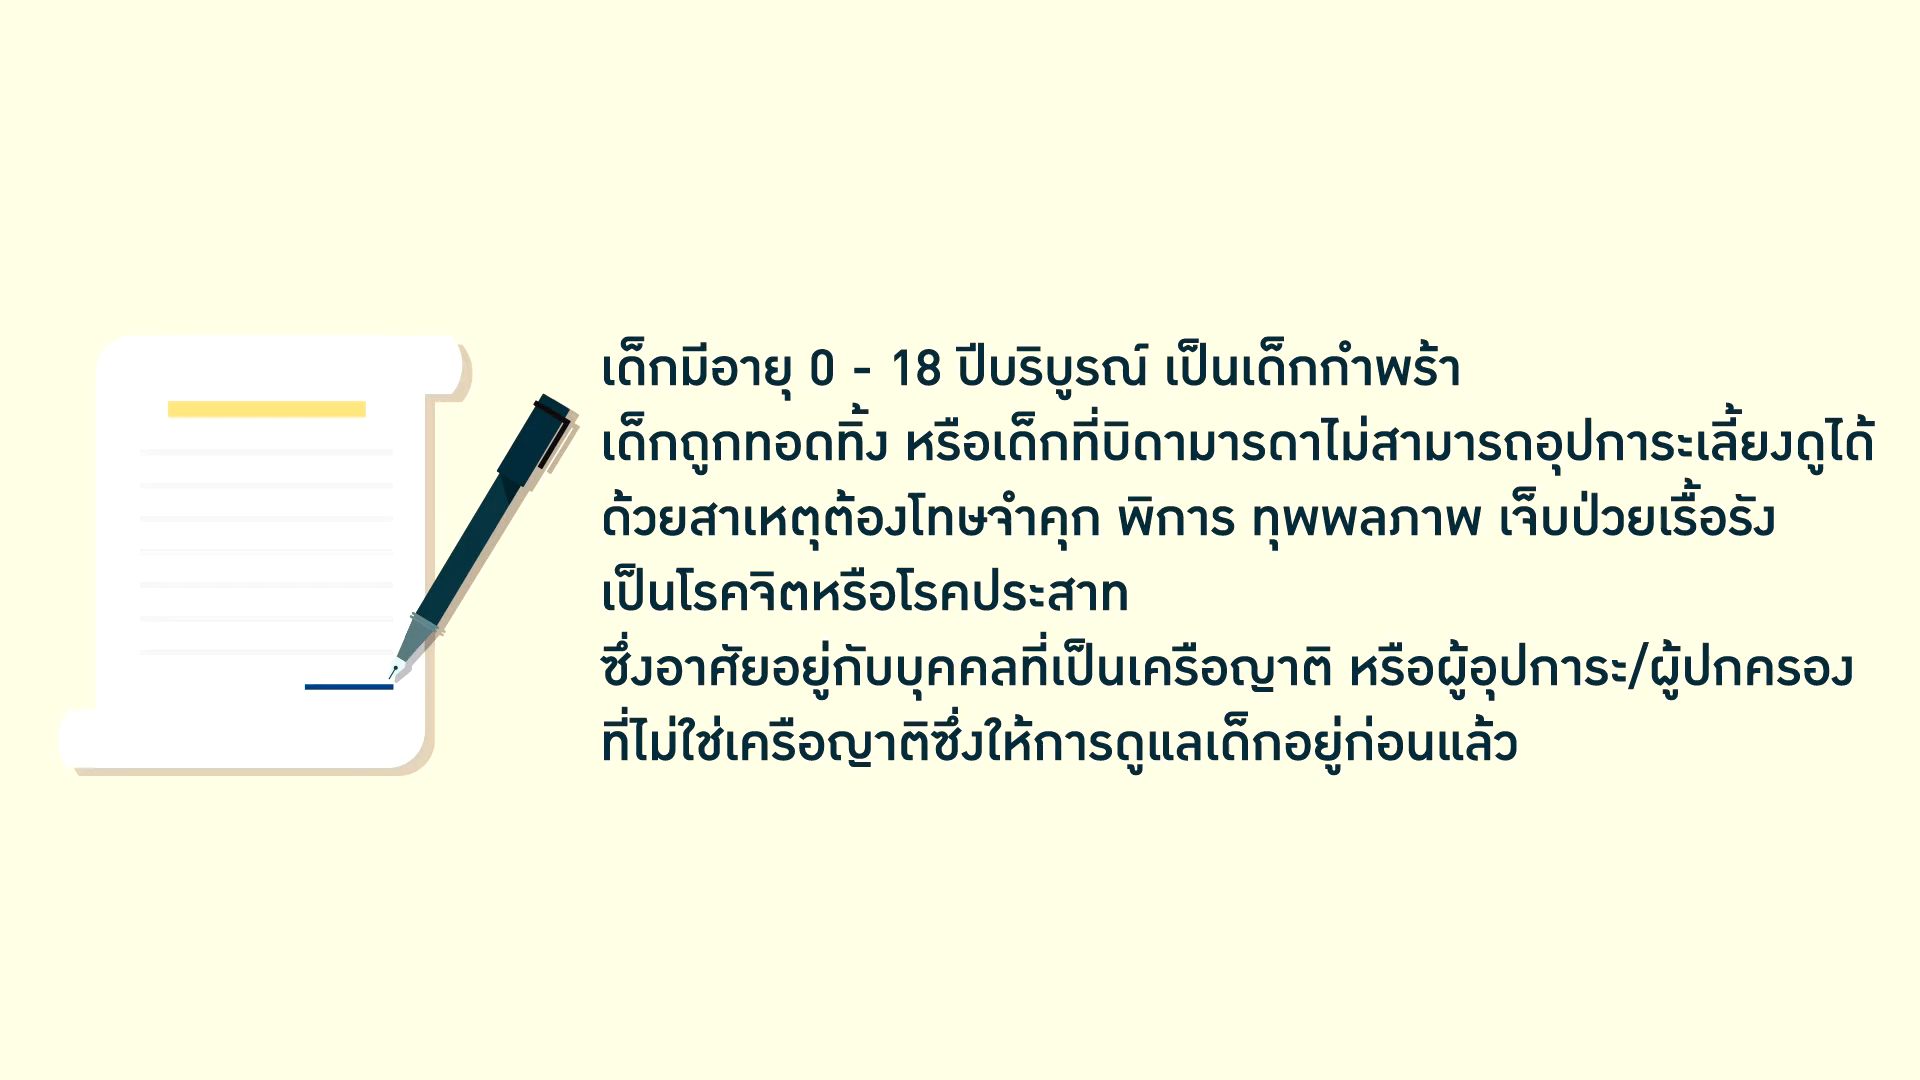 เด็กมีอายุ 0 - 18 ปีบริบูรณ์ เป็นเด็กกำพร้า
เด็กถูกทอดทิ้ง หรือเด็กที่บิดามารดาไม่สามารถอุปการะเลี้ยงดูได้
ด้วยสาเหตุต้องโทษจำคุก พิการ ทุพพลภาพ เจ็บป่วยเรื้อรัง
เป็นโรคจิตหรือโรคประสาท
ซึ่งอาศัยอยู่กับบุคคลที่เป็นเครือญาติ หรือผู้อุปการะ/ผู้ปกครอง
ที่ไม่ใช่เครือญาติซึ่งให้การดูแลเด็กอยู่ก่อนแล้ว